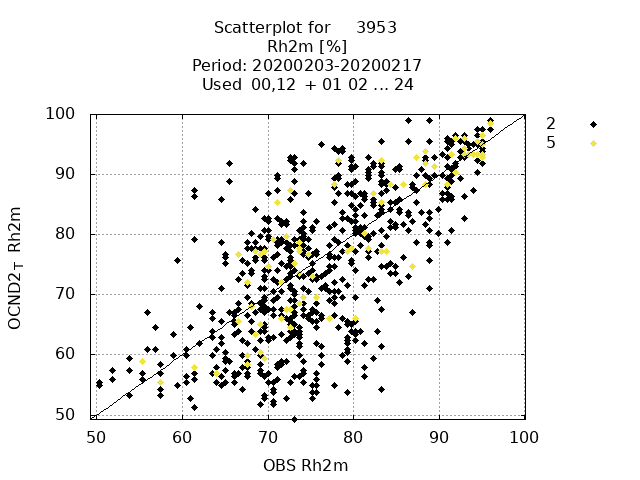 Scatterplot for 3953
Rh2m [%]
Period: 20200203-20200217
Used 00,12 + 01 02 ... 24
100
90
80
70
60
50
50 60 70 80 90 100
OCND2_T Rh2m
OBS Rh2m
2
5